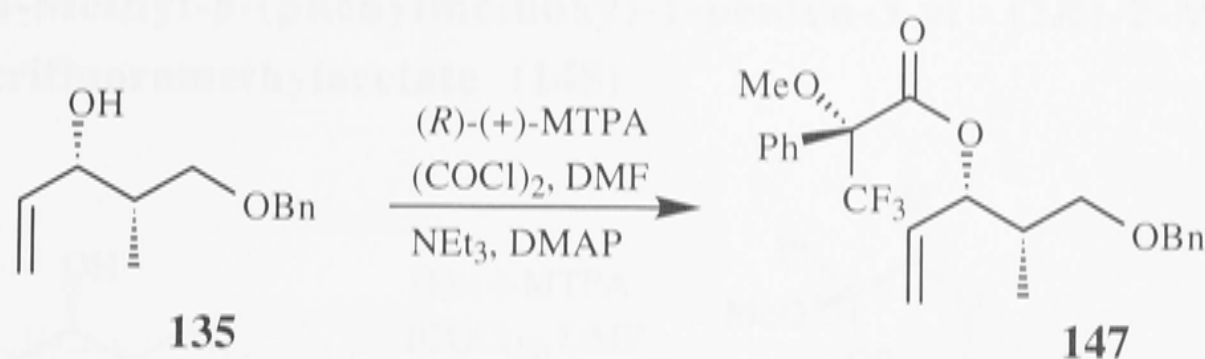 OH
OBn
135
(R)-(+)-MTPA
(COCl)₂, DMF
NEt₃, DMAP
O
MeO
O
Ph
CF₃
OBn
147